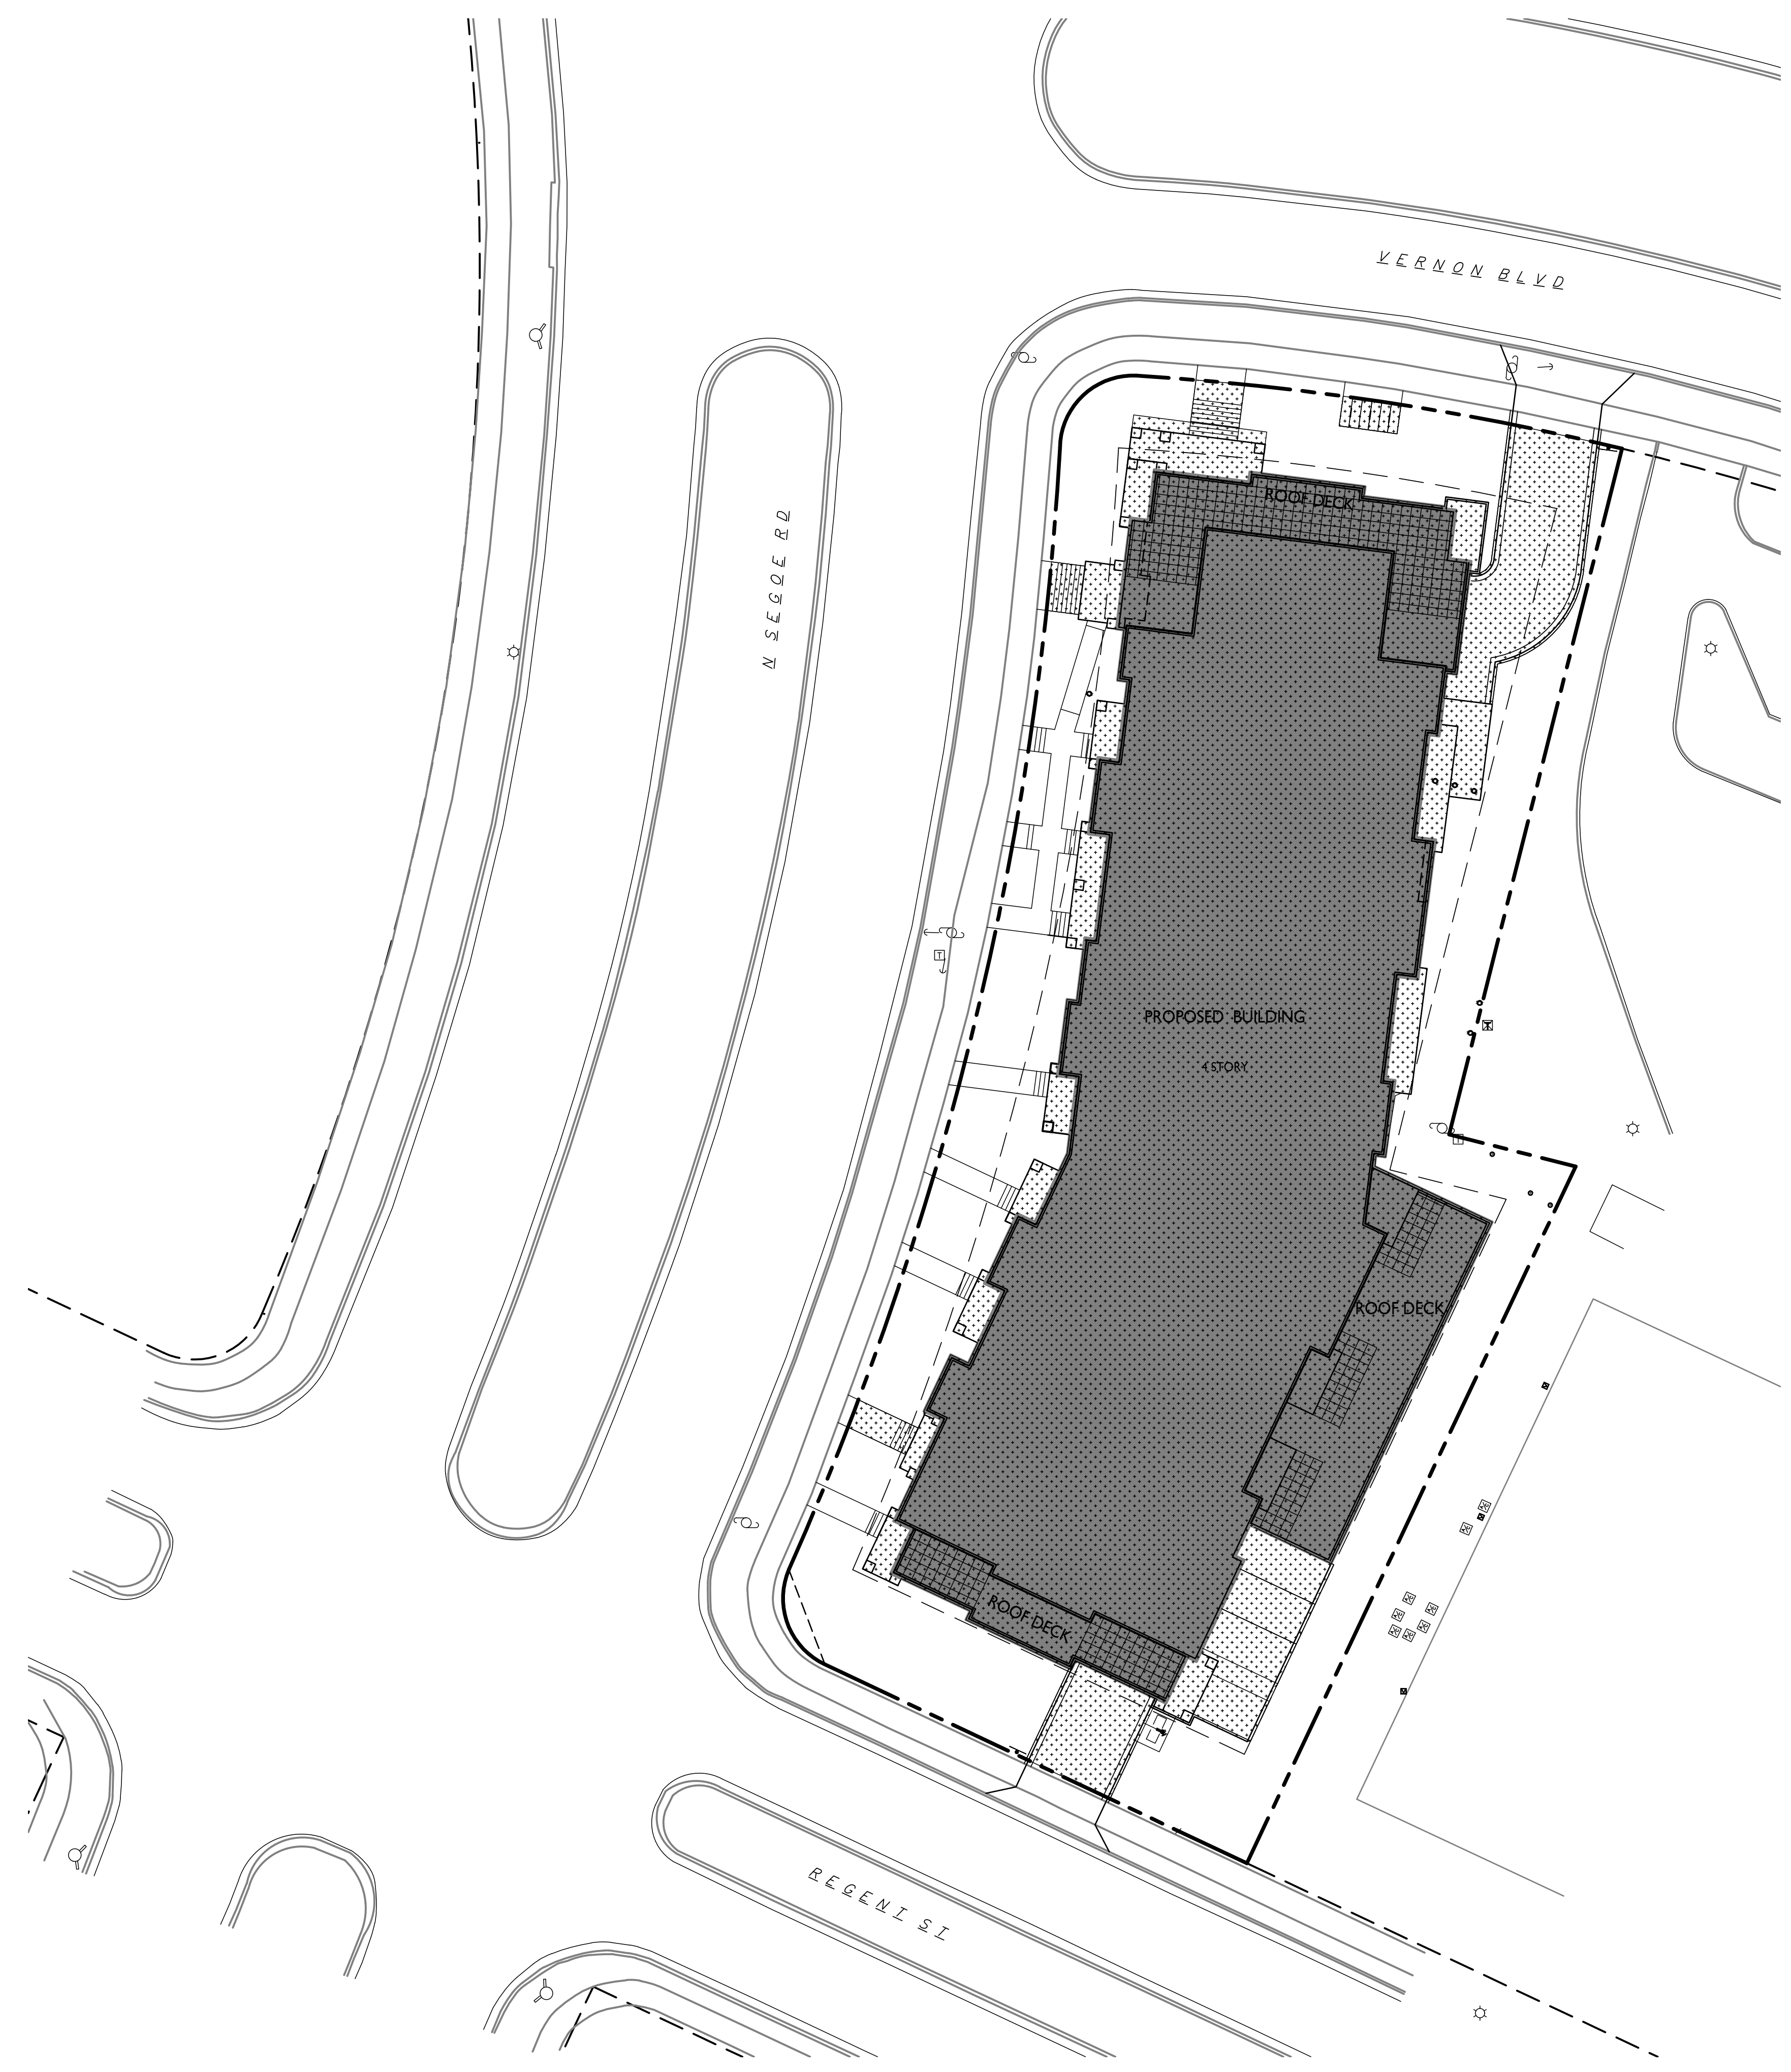 VERNON BLVD
ROOF DECK
N SEGOE RD
PROPOSED BUILDING
4 STORY
ROOF DECK
ROOF DECK
REGENT ST